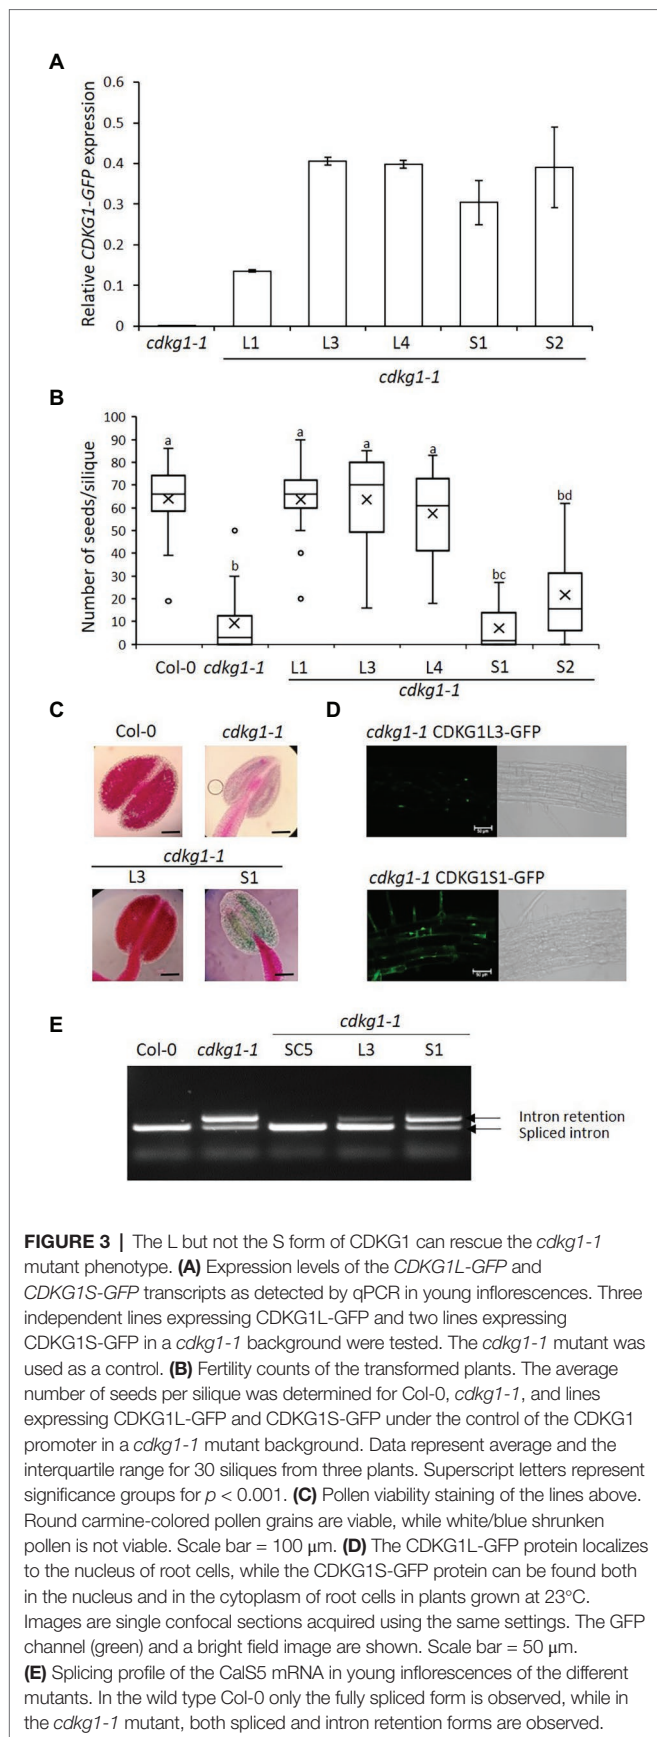 A
Relative CDKG1-GFP expression
0.6
0.5
0.4
0.3
0.2
0.1
0
cdkg1-1 L1 L3 L4 S1 S2
cdkg1-1
B
Number of seeds/silique
100
90
80
70
60
50
40
30
20
10
0
a b a a a bc bd
Col-0 cdkg1-1 L1 L3 L4 S1 S2
cdkg1-1
C
Col-0 cdkg1-1
cdkg1-1
L3 S1
D
cdkg1-1 CDKG1L3-GFP
50 µm
cdkg1-1 CDKG1S1-GFP
50 µm
E
cdkg1-1
Col-0 cdkg1-1 SC5 L3 S1
Intron retention
Spliced intron
FIGURE 3 | The L but not the S form of CDKG1 can rescue the cdkg1-1
mutant phenotype. (A) Expression levels of the CDKG1L-GFP and
CDKG1S-GFP transcripts as detected by qPCR in young inflorescences. Three
independent lines expressing CDKG1L-GFP and two lines expressing
CDKG1S-GFP in a cdkg1-1 background were tested. The cdkg1-1 mutant was
used as a control. (B) Fertility counts of the transformed plants. The average
number of seeds per silique was determined for Col-0, cdkg1-1, and lines
expressing CDKG1L-GFP and CDKG1S-GFP under the control of the CDKG1
promoter in a cdkg1-1 mutant background. Data represent average and the
interquartile range for 30 siliques from three plants. Superscript letters represent
significance groups for p < 0.001. (C) Pollen viability staining of the lines above.
Round carmine-colored pollen grains are viable, while white/blue shrunken
pollen is not viable. Scale bar = 100 μm. (D) The CDKG1L-GFP protein localizes
to the nucleus of root cells, while the CDKG1S-GFP protein can be found both
in the nucleus and in the cytoplasm of root cells in plants grown at 23°C.
Images are single confocal sections acquired using the same settings. The GFP
channel (green) and a bright field image are shown. Scale bar = 50 μm.
(E) Splicing profile of the CalS5 mRNA in young inflorescences of the different
mutants. In the wild type Col-0 only the fully spliced form is observed, while in
the cdkg1-1 mutant, both spliced and intron retention forms are observed.